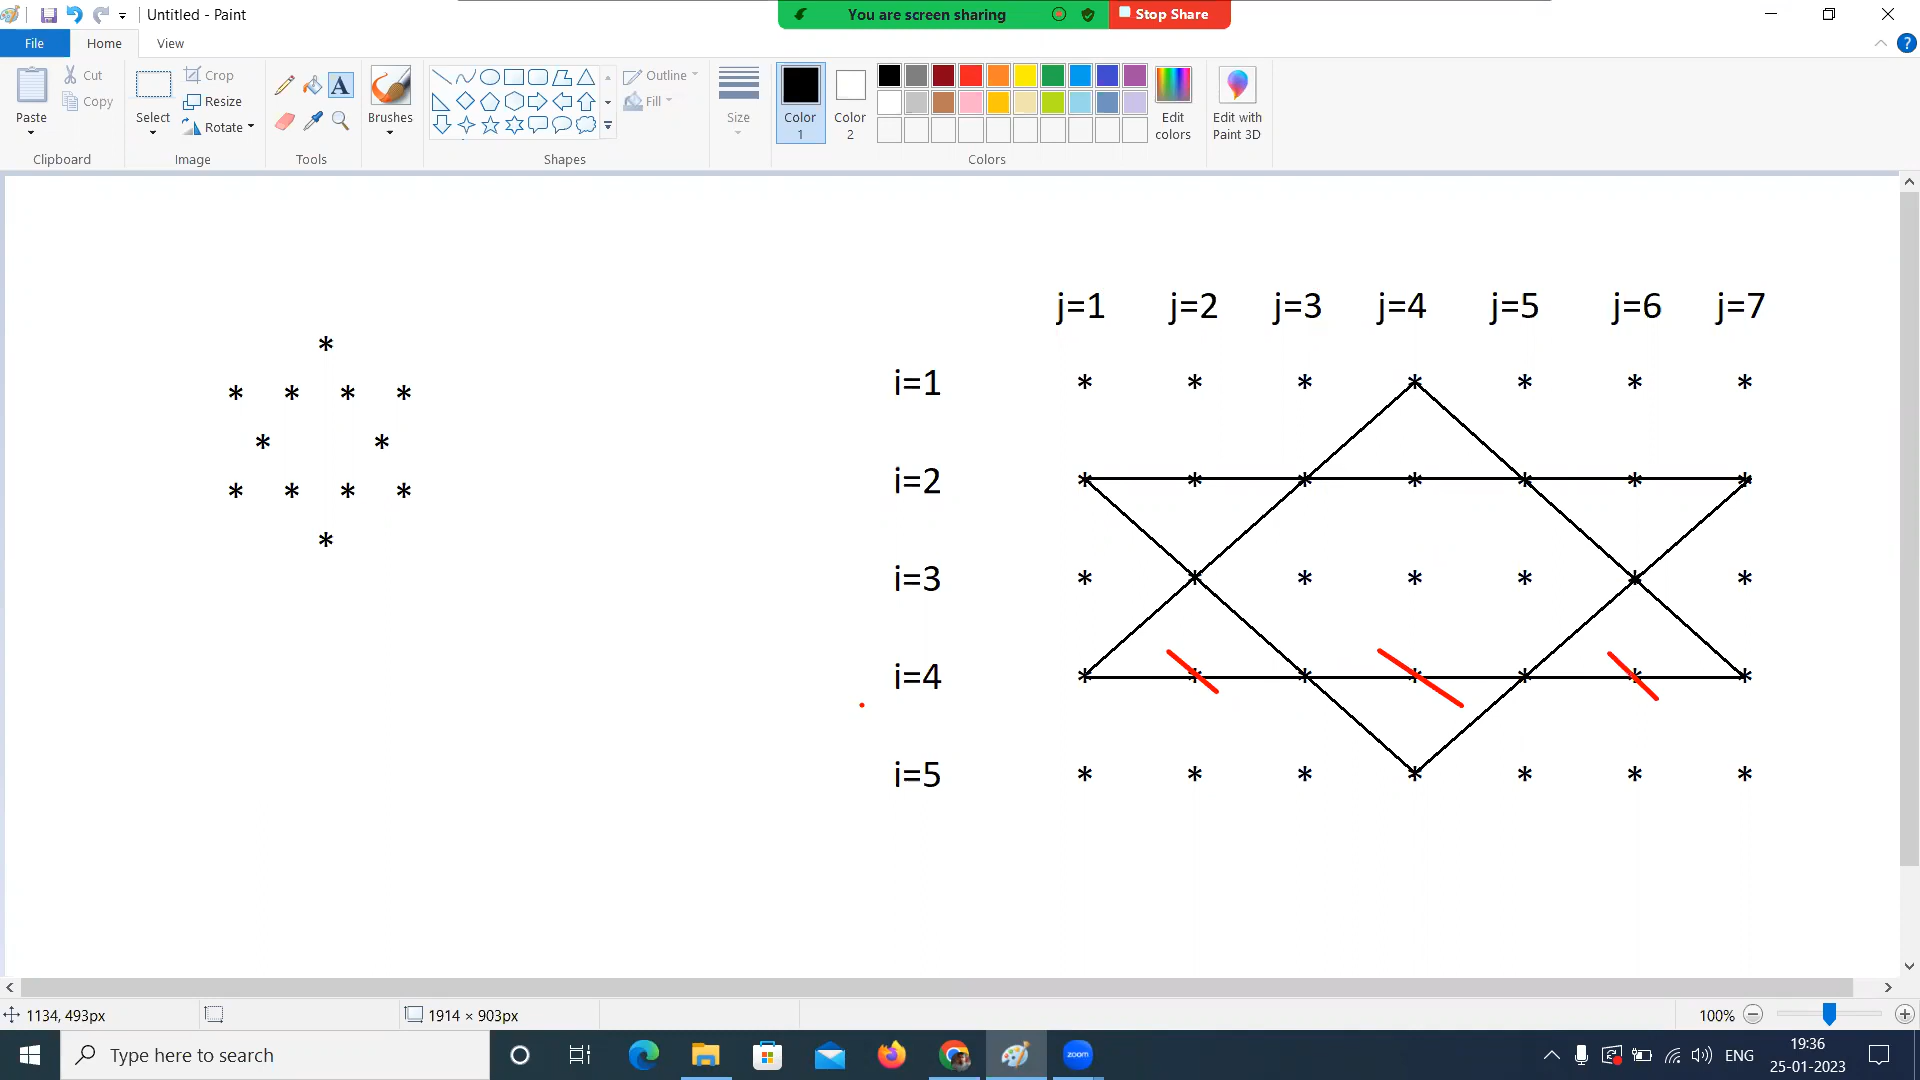 Untitled - Paint
You are screen sharing
Stop Share
File
Home
View
Paste
Cut
Copy
Clipboard
Select
Crop
Resize
Rotate
Image
A
Tools
Brushes
Shapes
Outline
Fill
Size
Color 1
Color 2
Colors
Edit colors
Edit with Paint 3D
*
* * * *
* *
* * * *
*
j=1 j=2 j=3 j=4 j=5 j=6 j=7
i=1 * * * * * * *
i=2 * * * * * * *
i=3 * * * * * * *
i=4 * * * * * * *
i=5 * * * * * * *
1134, 493px
1914 × 903px
100%
Type here to search
zoom
ENG
19:36
25-01-2023